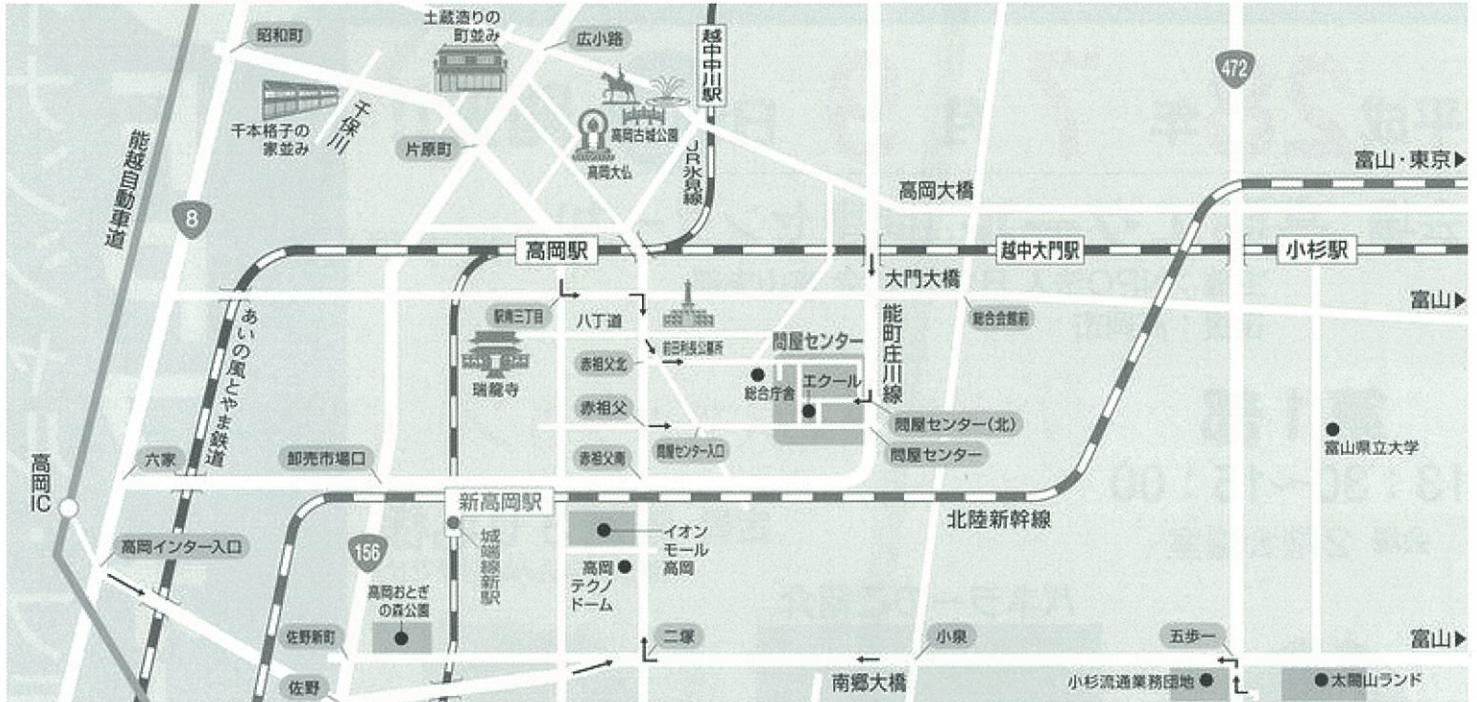 昭和町
土蔵造りの
町並み
広小路
越中中川駅
472
千本格子の
家並み
千保川
能越自動車道
片原町
高岡古城公園
高岡大仏
JR氷見線
富山・東京
高岡大橋
8
高岡駅
越中大門駅
小杉駅
大門大橋
富山
駅南三丁目
八丁道
総合会館前
能町庄川線
あいの風とやま鉄道
前田利長公墓所
問屋センター
赤祖父北
瑞龍寺
総合庁舎
エクール
赤祖父
問屋センター(北)
富山県立大学
六家
卸売市場口
赤祖父南
問屋センター入口
問屋センター
高岡IC
新高岡駅
北陸新幹線
高岡インター入口
156
城端線新駅
イオン
モール
高岡
高岡
テクノ
ドーム
高岡おとぎ
の森公園
佐野新町
二塚
小泉
五歩一
富山
佐野
南郷大橋
小杉流通業務団地
太閤山ランド